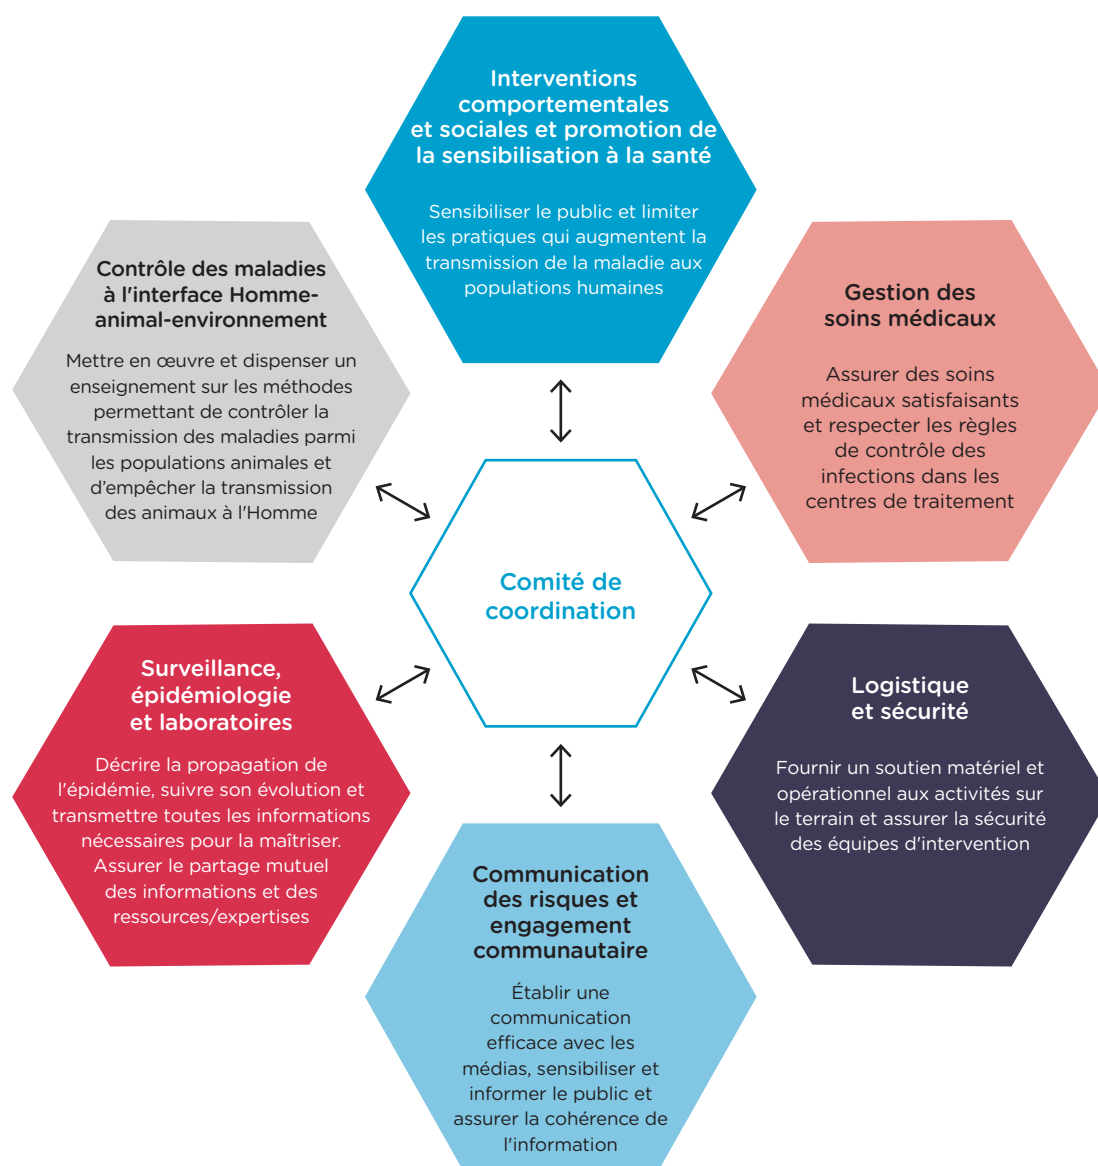 Interventions
comportementales
et sociales et promotion de
la sensibilisation à la santé
Sensibiliser le public et limiter
les pratiques qui augmentent la
transmission de la maladie aux
populations humaines
Contrôle des maladies
à l'interface Homme-
animal-environnement
Mettre en œuvre et dispenser un
enseignement sur les méthodes
permettant de contrôler la
transmission des maladies parmi
les populations animales et
d’empêcher la transmission
des animaux à l'Homme
Gestion des
soins médicaux
Assurer des soins
médicaux satisfaisants
et respecter les règles
de contrôle des
infections dans les
centres de traitement
Comité de
coordination
Surveillance,
épidémiologie
et laboratoires
Décrire la propagation de
l'épidémie, suivre son évolution et
transmettre toutes les informations
nécessaires pour la maîtriser.
Assurer le partage mutuel
des informations et des
ressources/expertises
Logistique
et sécurité
Fournir un soutien matériel et
opérationnel aux activités sur
le terrain et assurer la sécurité
des équipes d'intervention
Communication
des risques et
engagement
communautaire
Établir une
communication
efficace avec les
médias, sensibiliser et
informer le public et
assurer la cohérence de
l'information